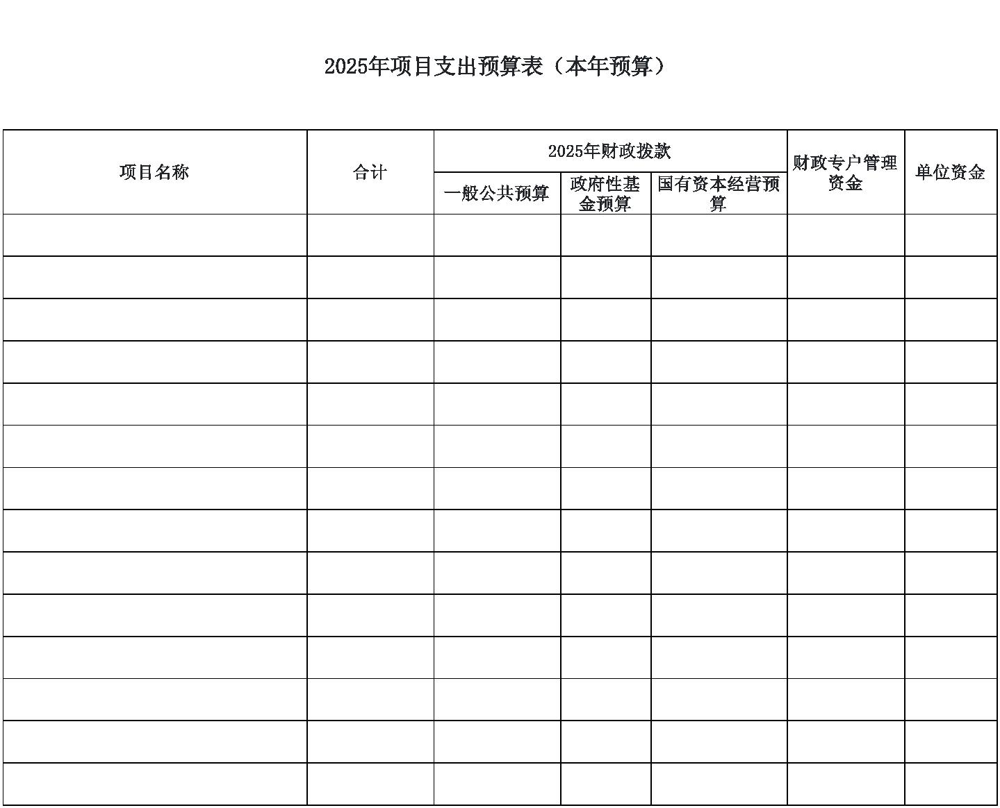 2025年项目支出预算表（本年预算）
项目名称
合计
2025年财政拨款
一般公共预算
政府性基
金预算
国有资本经营预
算
财政专户管理
资金
单位资金